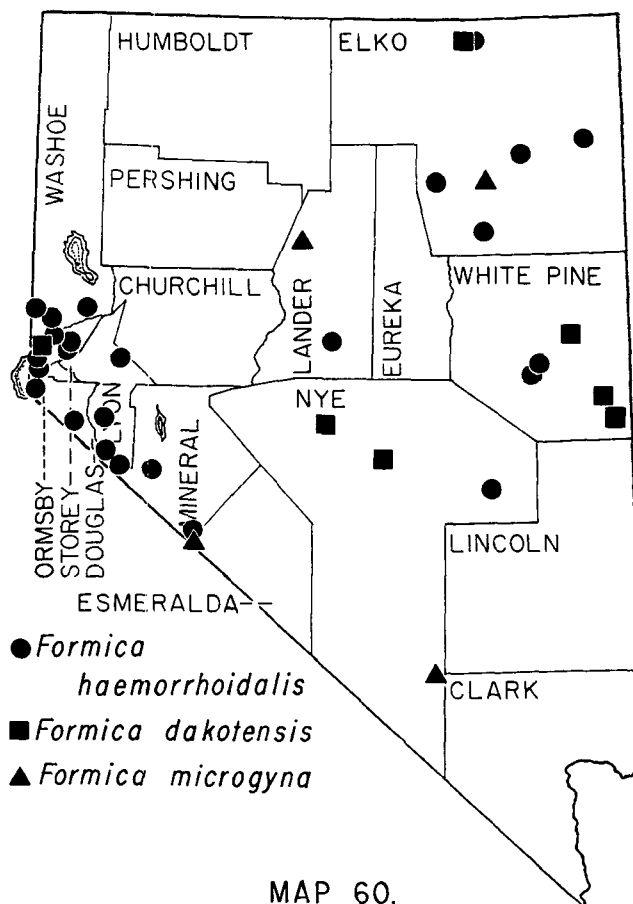 HUMBOLDT
ELKO
WASHOE
PERSHING
CHURCHILL
LANDER
EUREKA
WHITE PINE
LYON
NYE
MINERAL
ORMSBY
STOREY
DOUGLAS
LINCOLN
ESMERALDA
CLARK
Formica
haemorrhoidalis
Formica dakotensis
Formica microgyna
MAP 60.